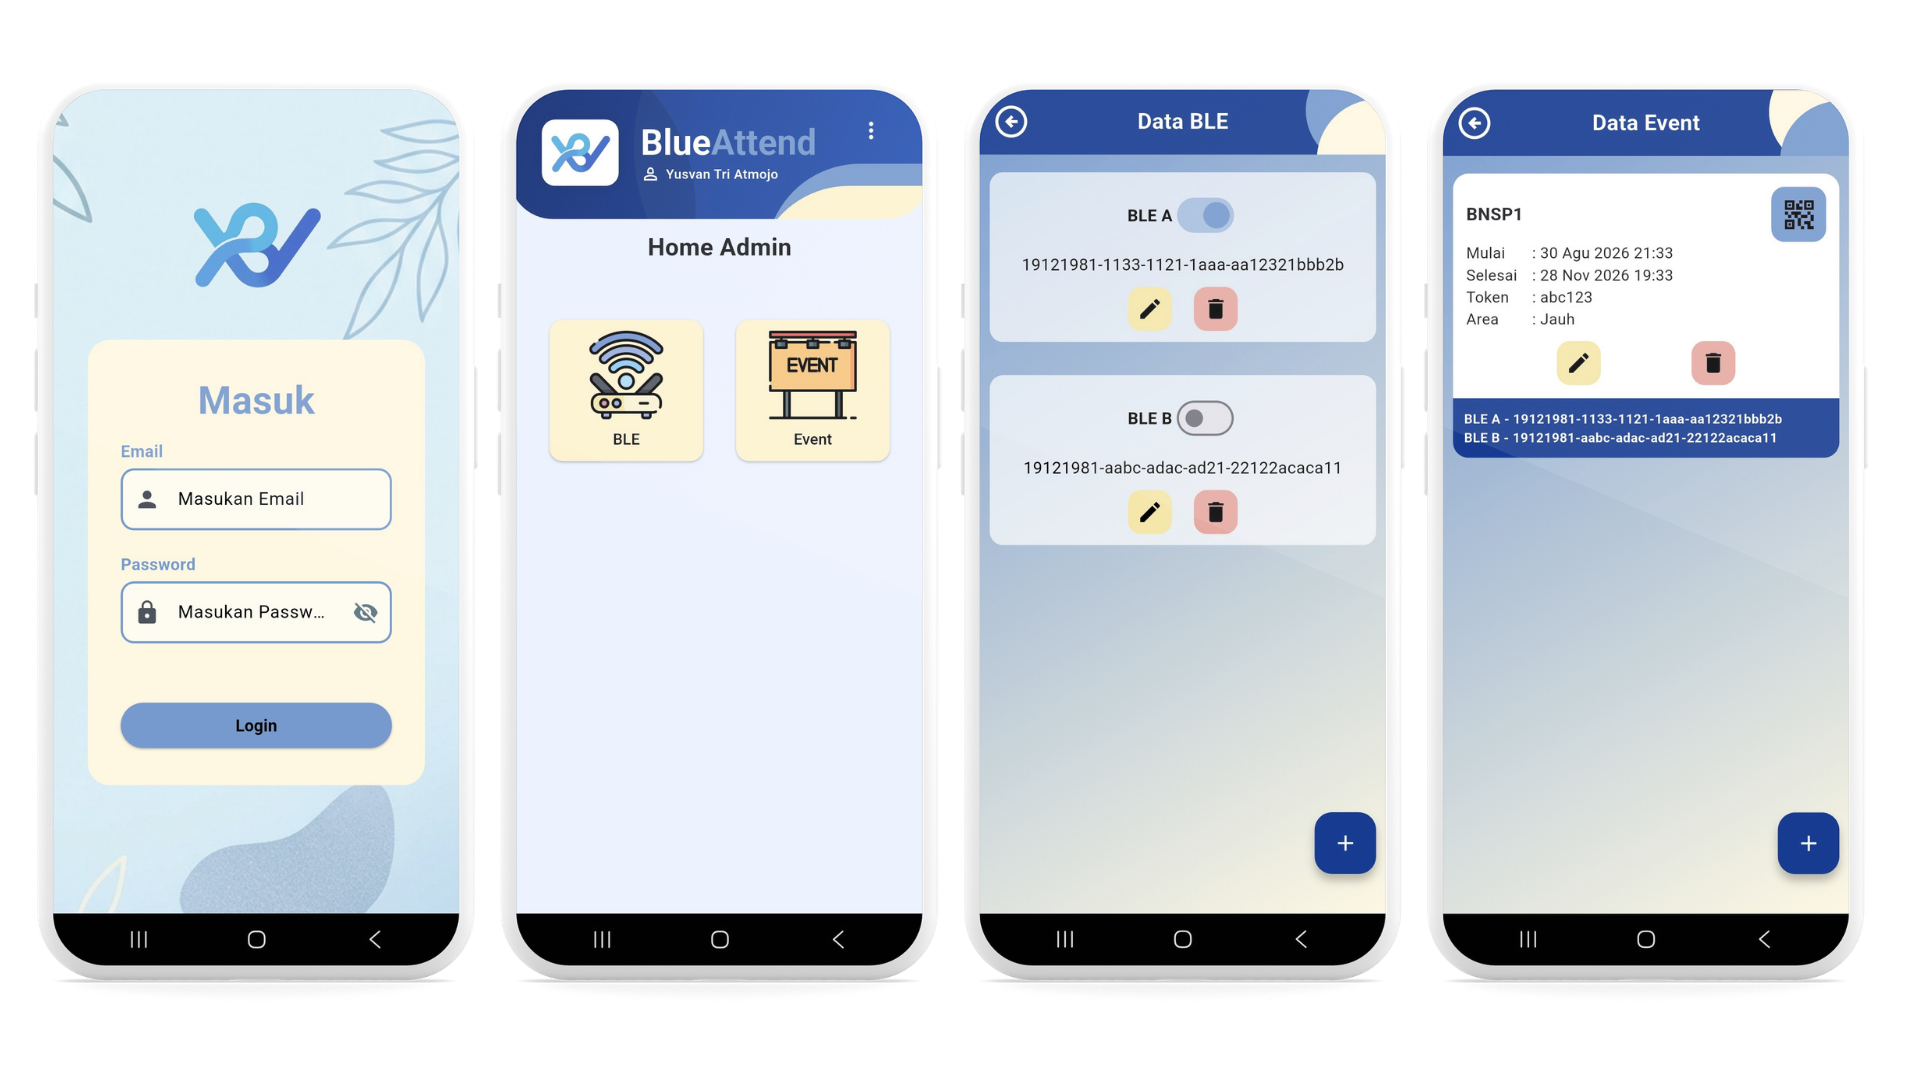 Masuk
Email
Masukan Email
Password
Masukan Passw...
Login
BlueAttend
Yusvan Tri Atmojo
Home Admin
EVENT
BLE
Event
Data BLE
BLE A
19121981-1133-1121-1aaa-aa12321bbb2b
BLE B
19121981-aabc-adac-ad21-22122acaca11
+
Data Event
BNSP1
Mulai : 30 Agu 2026 21:33
Selesai : 28 Nov 2026 19:33
Token : abc123
Area : Jauh
BLE A - 19121981-1133-1121-1aaa-aa12321bbb2b
BLE B - 19121981-aabc-adac-ad21-22122acaca11
+